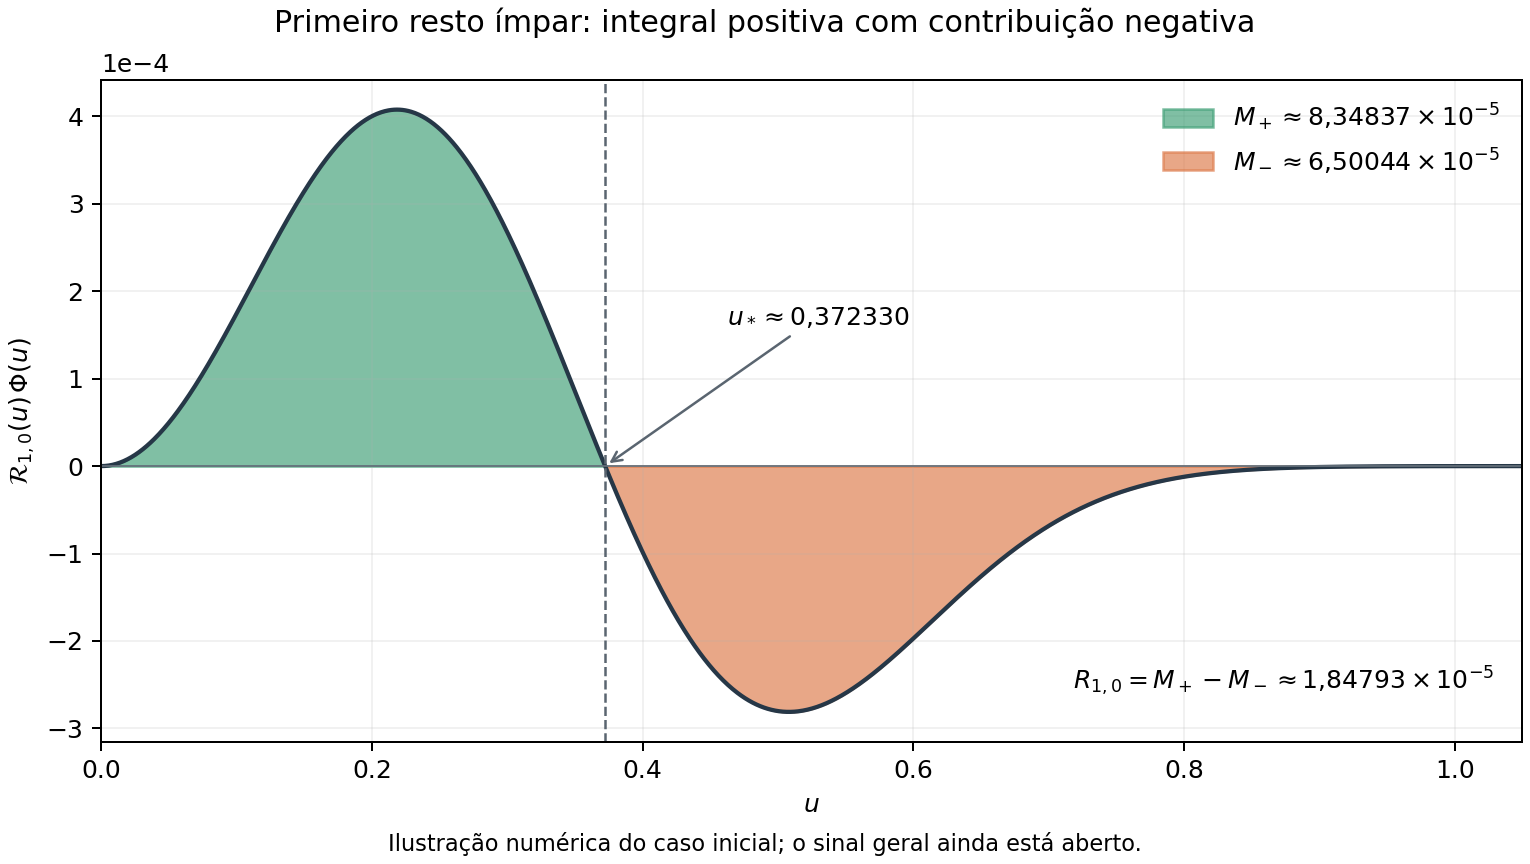 Primeiro resto ímpar: integral positiva com contribuição negativa
1e−4
4
3
2
1
0
−1
−2
−3
ℛ₁,₀(u) Φ(u)
M₊ ≈ 8,34837 × 10⁻⁵
M₋ ≈ 6,50044 × 10⁻⁵
u* ≈ 0,372330
R₁,₀ = M₊ − M₋ ≈ 1,84793 × 10⁻⁵
0.0 0.2 0.4 0.6 0.8 1.0
u
Ilustração numérica do caso inicial; o sinal geral ainda está aberto.